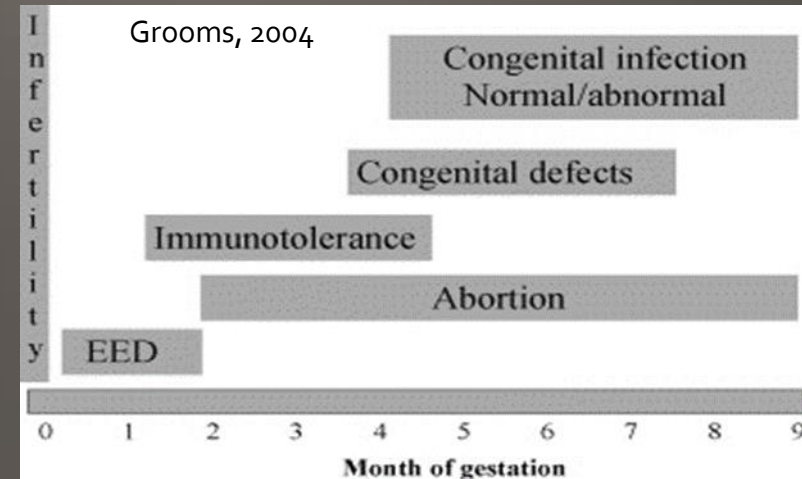 Infertility
Grooms, 2004
Congenital infection
Normal/abnormal
Congenital defects
Immunotolerance
Abortion
EED
0 1 2 3 4 5 6 7 8 9
Month of gestation